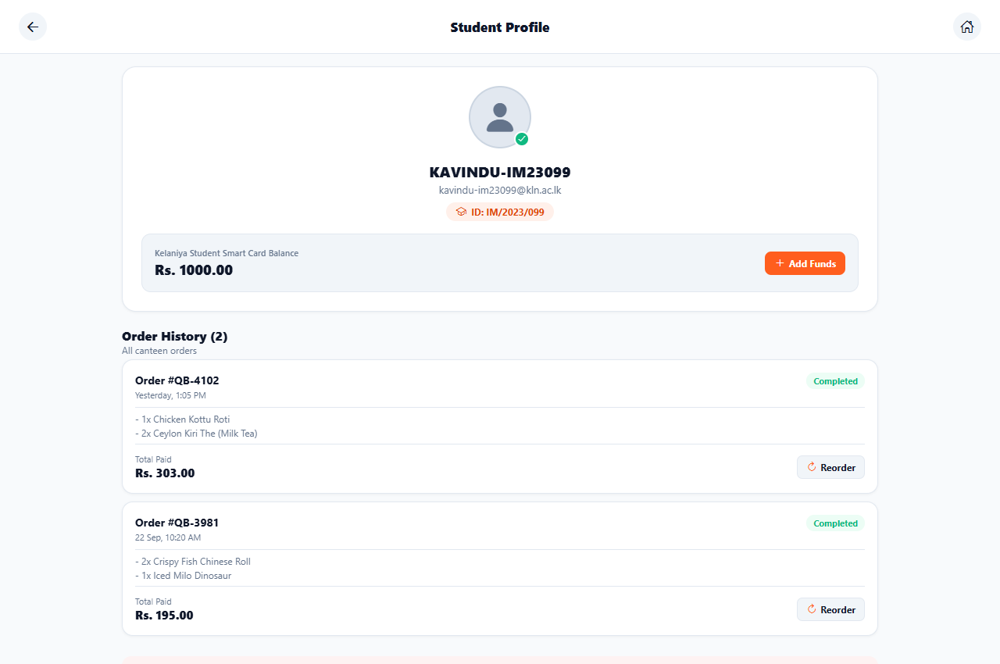 Student Profile
KAVINDU-IM23099
kavindu-im23099@kln.ac.lk
ID: IM/2023/099
Kelaniya Student Smart Card Balance
Rs. 1000.00
+ Add Funds
Order History (2)
All canteen orders
Order #QB-4102
Completed
Yesterday, 1:05 PM
- 1x Chicken Kottu Roti
- 2x Ceylon Kiri The (Milk Tea)
Total Paid
Rs. 303.00
Reorder
Order #QB-3981
Completed
22 Sep, 10:20 AM
- 2x Crispy Fish Chinese Roll
- 1x Iced Milo Dinosaur
Total Paid
Rs. 195.00
Reorder